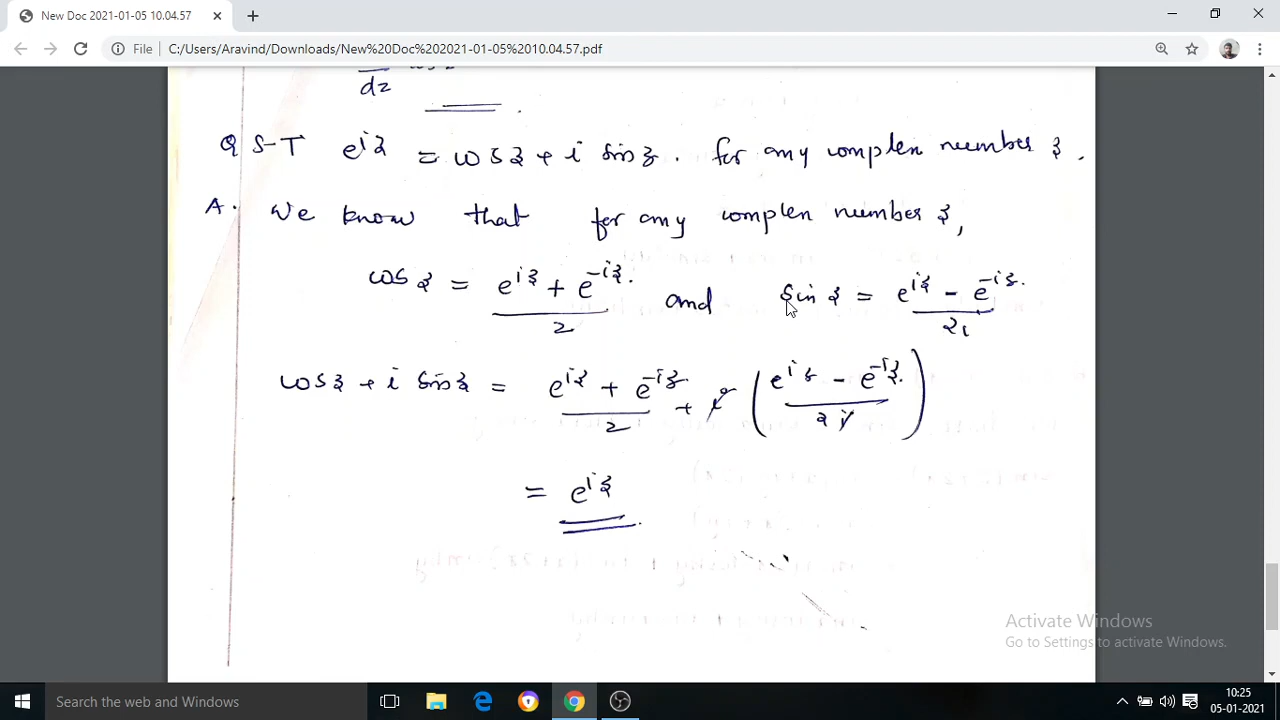 New Doc 2021-01-05 10.04.57
File | C:/Users/Aravind/Downloads/New%20Doc%202021-01-05%2010.04.57.pdf
dz
Q S-T e^{iz} = cos z + i sin z . for any complex number z .
A. We know that for any complex number z,
cos z = (e^{iz} + e^{-iz})/2 and sin z = (e^{iz} - e^{-iz})/2i
cos z + i sin z = (e^{iz} + e^{-iz})/2 + i ((e^{iz} - e^{-iz})/2i)
= e^{iz}
Activate Windows
Go to Settings to activate Windows.
Search the web and Windows
10:25
05-01-2021